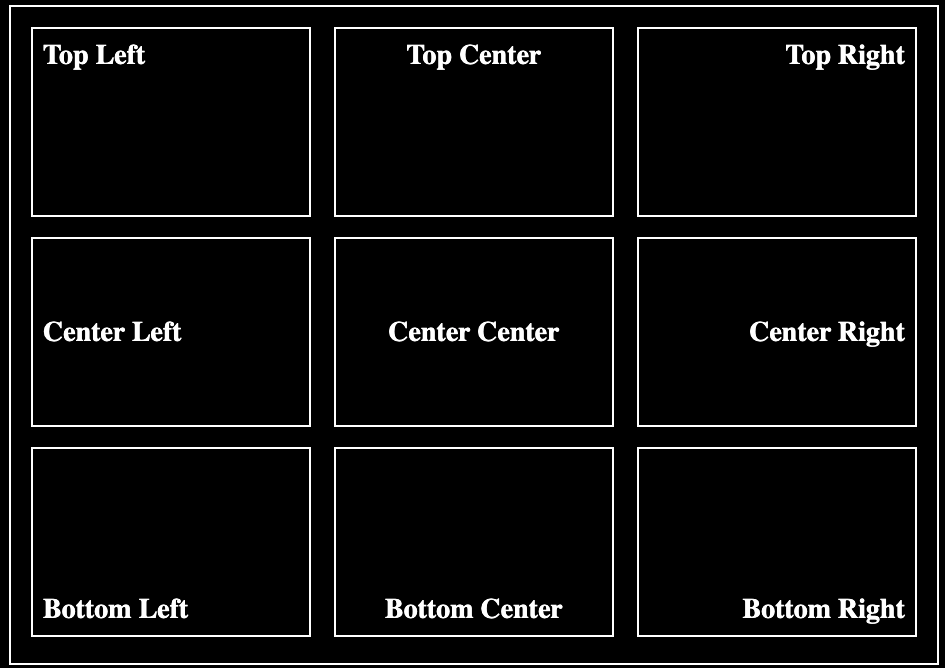 Top Left
Top Center
Top Right
Center Left
Center Center
Center Right
Bottom Left
Bottom Center
Bottom Right